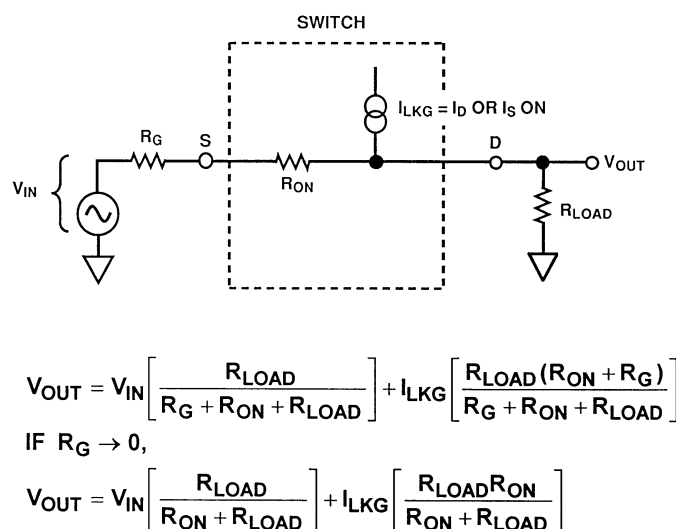 SWITCH
I_LKG = I_D OR I_S ON
R_G
S
D
V_OUT
V_IN
R_ON
R_LOAD
V_OUT = V_IN [ R_LOAD / (R_G + R_ON + R_LOAD) ] + I_LKG [ R_LOAD (R_ON + R_G) / (R_G + R_ON + R_LOAD) ]
IF R_G → 0,
V_OUT = V_IN [ R_LOAD / (R_ON + R_LOAD) ] + I_LKG [ R_LOAD R_ON / (R_ON + R_LOAD) ]